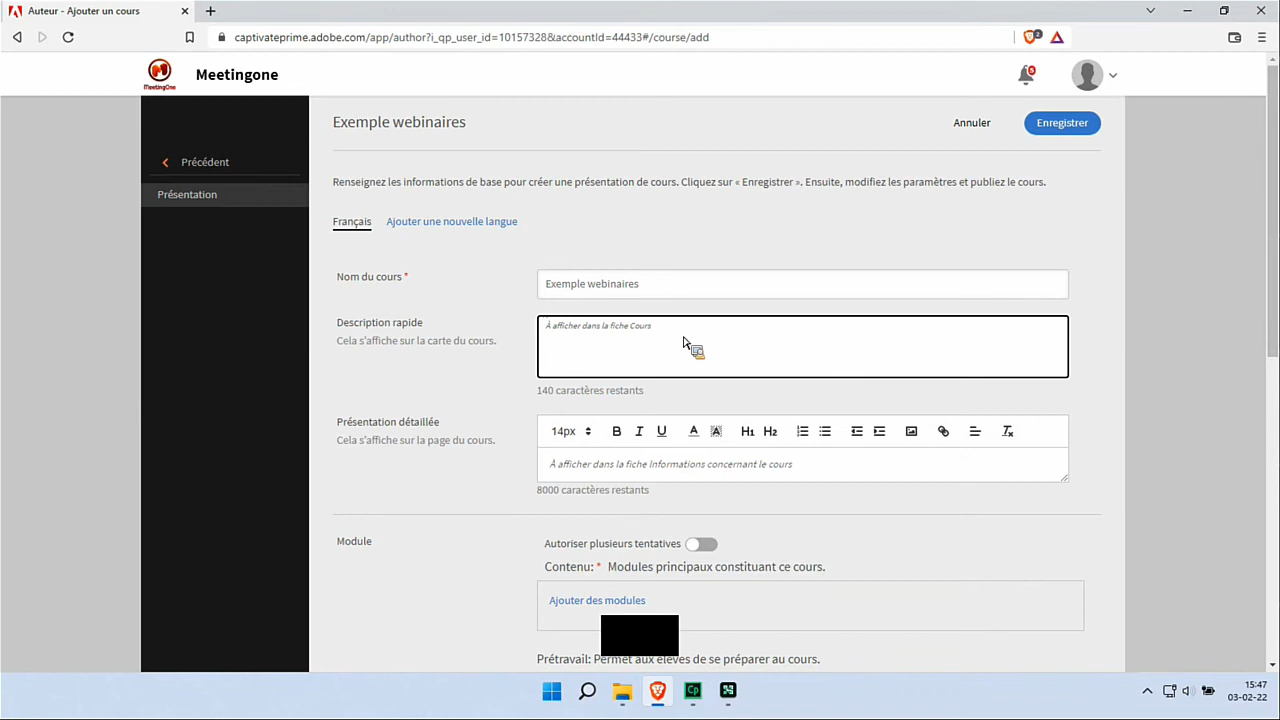 Auteur - Ajouter un cours
captivateprime.adobe.com/app/author?i_qp_user_id=10157328&accountId=44433#/course/add
2
MeetingOne
Meetingone
5
Exemple webinaires
Annuler
Enregistrer
Précédent
Présentation
Renseignez les informations de base pour créer une présentation de cours. Cliquez sur « Enregistrer ». Ensuite, modifiez les paramètres et publiez le cours.
Français
Ajouter une nouvelle langue
Nom du cours *
Exemple webinaires
Description rapide
Cela s'affiche sur la carte du cours.
À afficher dans la fiche Cours
140 caractères restants
Présentation détaillée
Cela s'affiche sur la page du cours.
14px
B I U A A H1 H2
À afficher dans la fiche Informations concernant le cours
8000 caractères restants
Module
Autoriser plusieurs tentatives
Contenu: * Modules principaux constituant ce cours.
Ajouter des modules
Prétravail: Permet aux élèves de se préparer au cours.
Cp
15:47
03-02-22